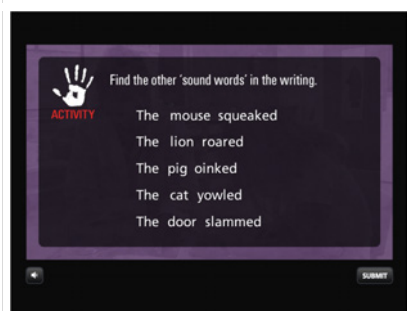 Find the other 'sound words' in the writing.
ACTIVITY
The mouse squeaked
The lion roared
The pig oinked
The cat yowled
The door slammed
SUBMIT